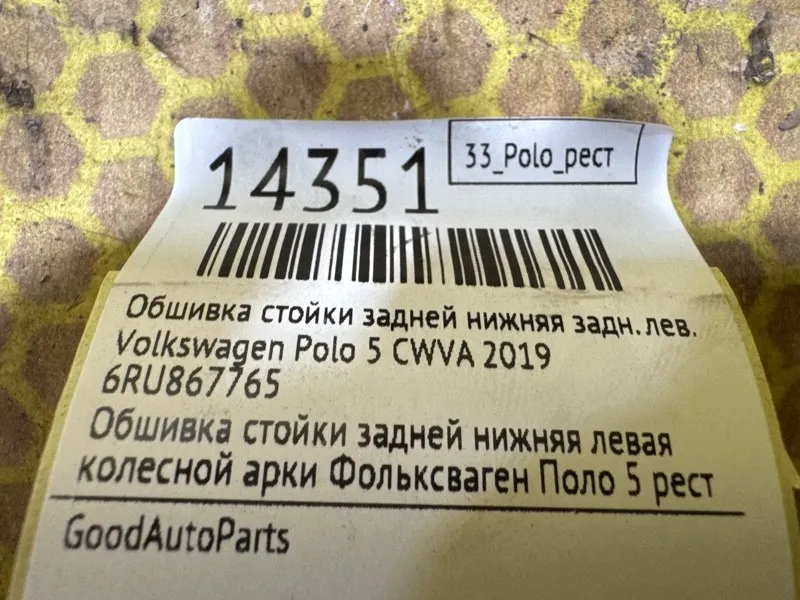 14351
33_Polo_рест
Обшивка стойки задней нижняя задн.лев.
Volkswagen Polo 5 CWVA 2019
6RU867765
Обшивка стойки задней нижняя левая
колесной арки Фольксваген Поло 5 рест
GoodAutoParts